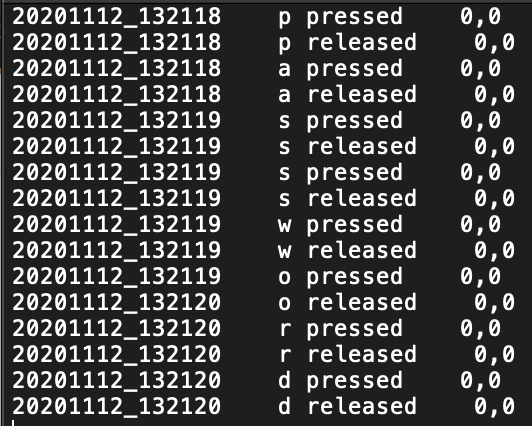 20201112_132118    p pressed    0,0
20201112_132118    p released    0,0
20201112_132118    a pressed    0,0
20201112_132118    a released    0,0
20201112_132119    s pressed    0,0
20201112_132119    s released    0,0
20201112_132119    s pressed    0,0
20201112_132119    s released    0,0
20201112_132119    w pressed    0,0
20201112_132119    w released    0,0
20201112_132119    o pressed    0,0
20201112_132120    o released    0,0
20201112_132120    r pressed    0,0
20201112_132120    r released    0,0
20201112_132120    d pressed    0,0
20201112_132120    d released    0,0